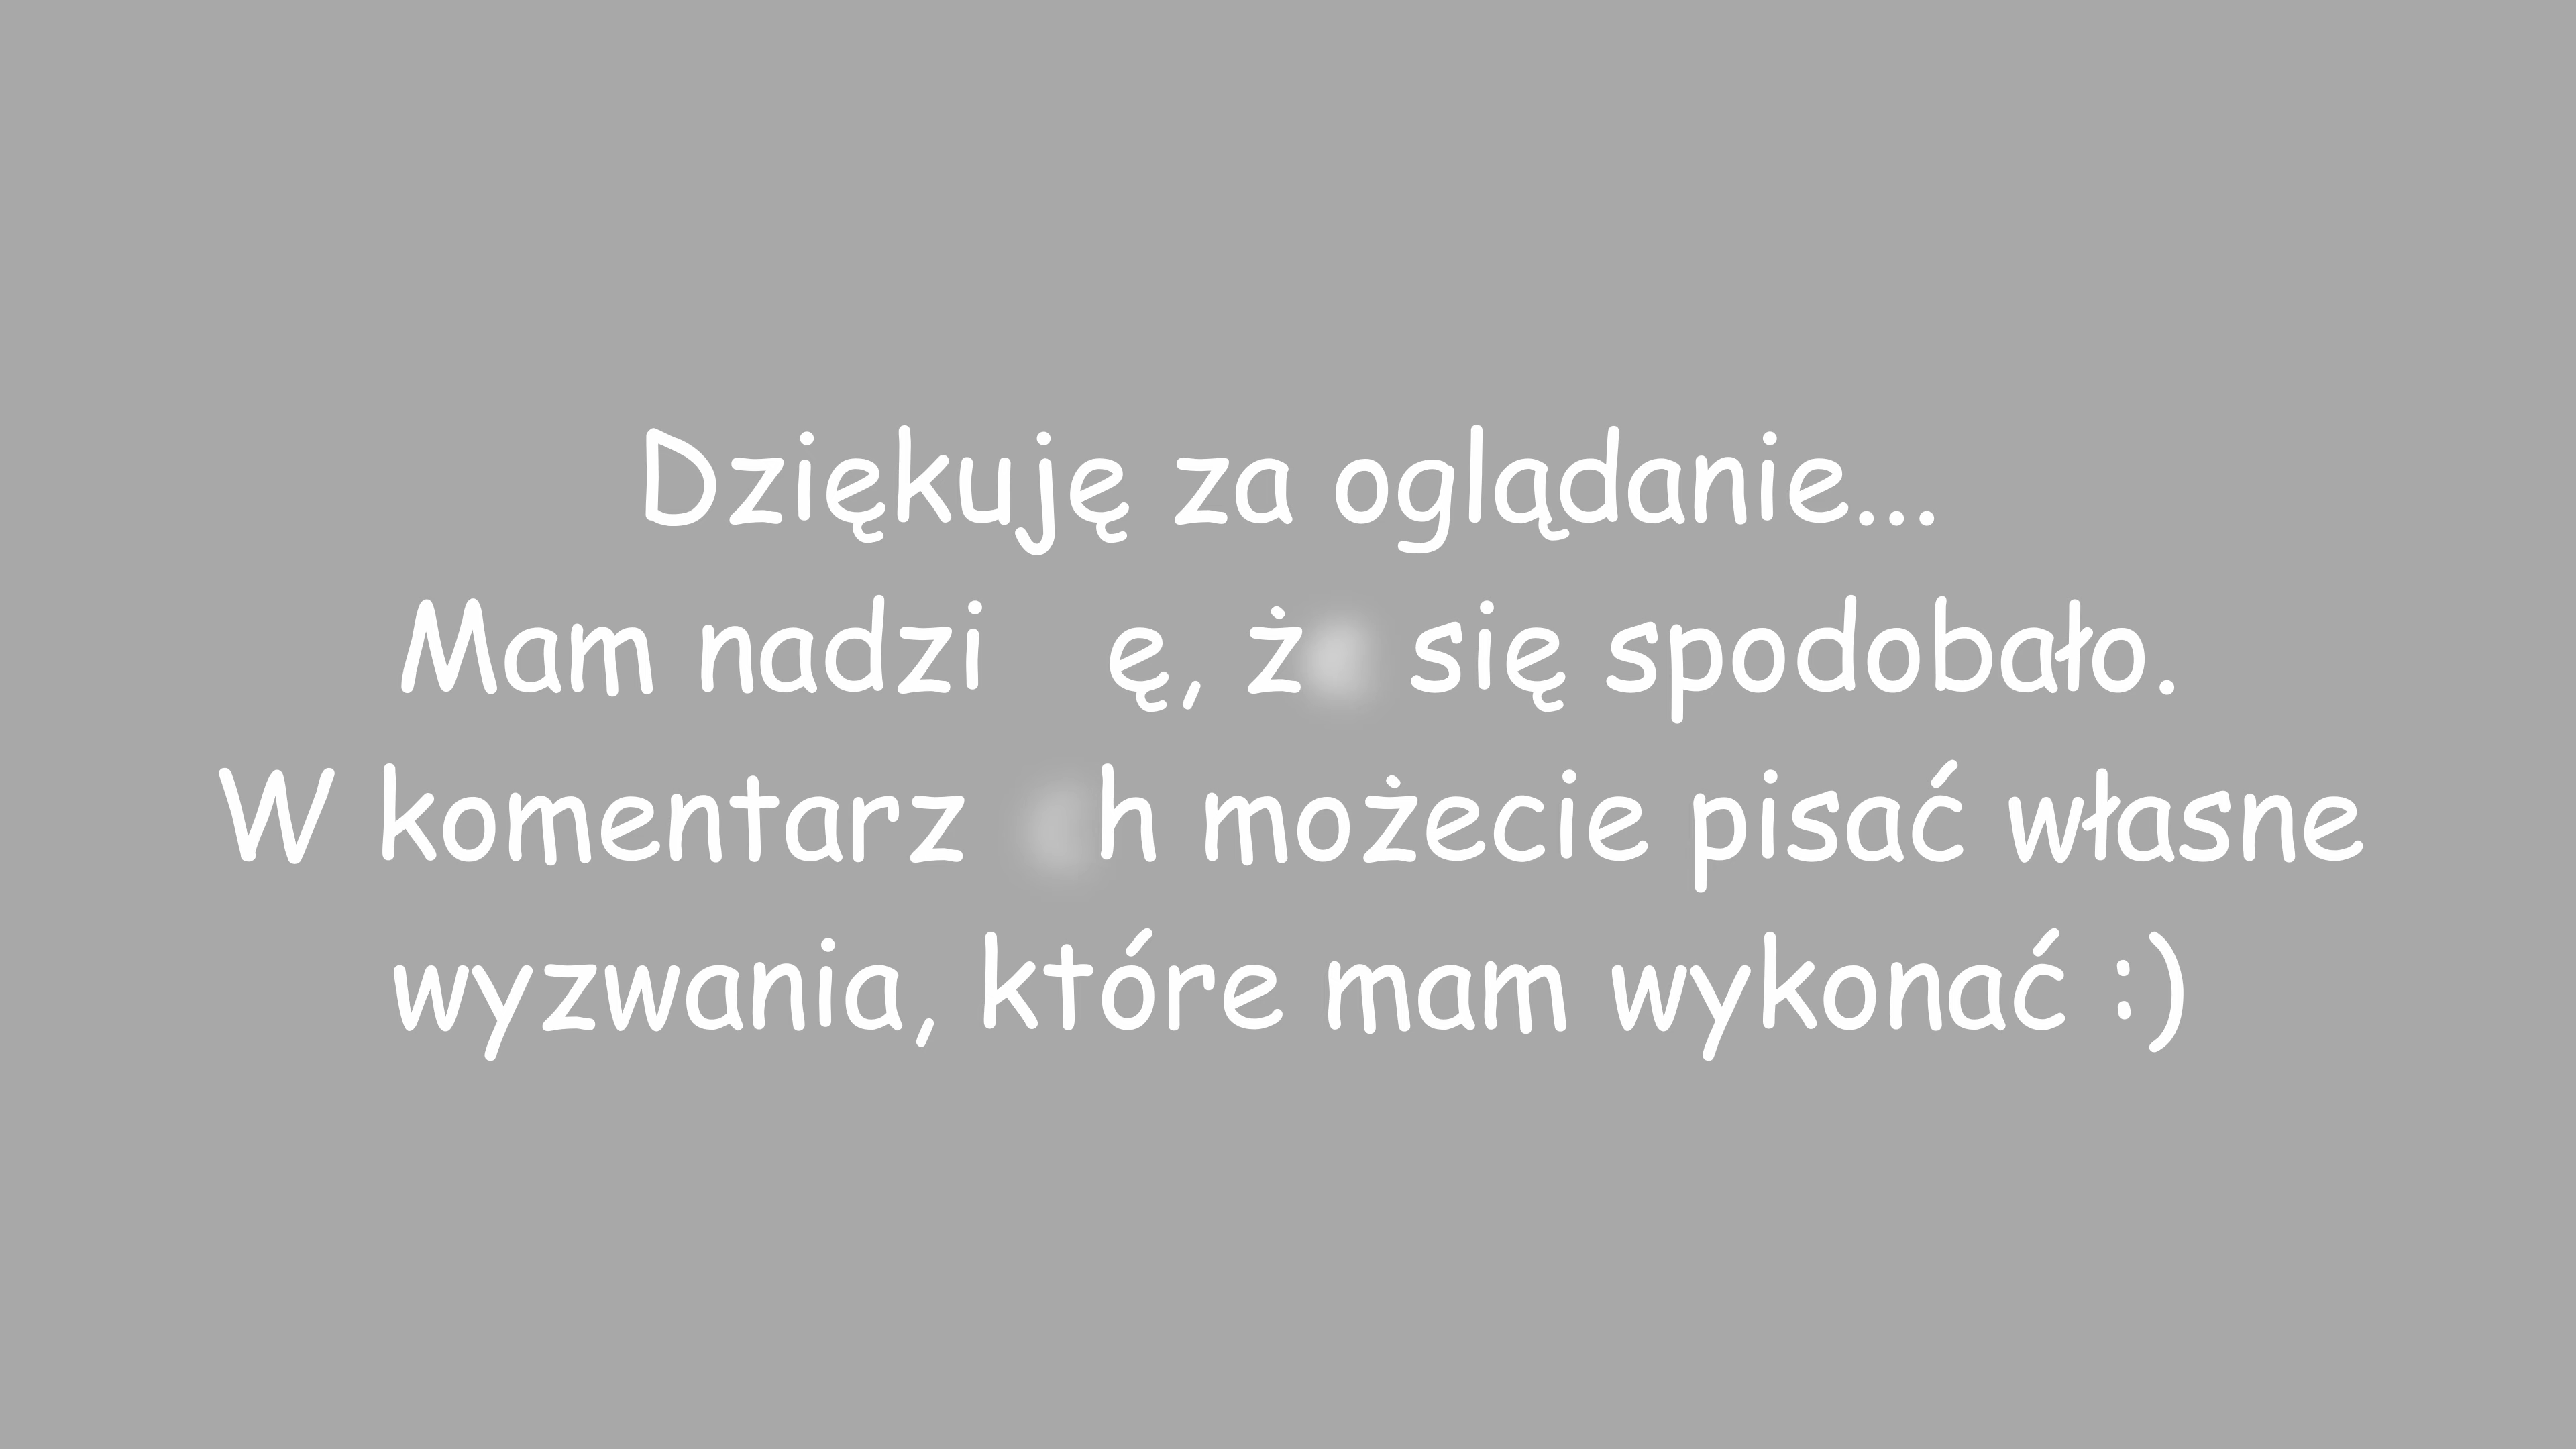 Dziękuję za oglądanie...
Mam się spodobało.
W możecie pisać własne
wyzwania, które mam wykonać :)